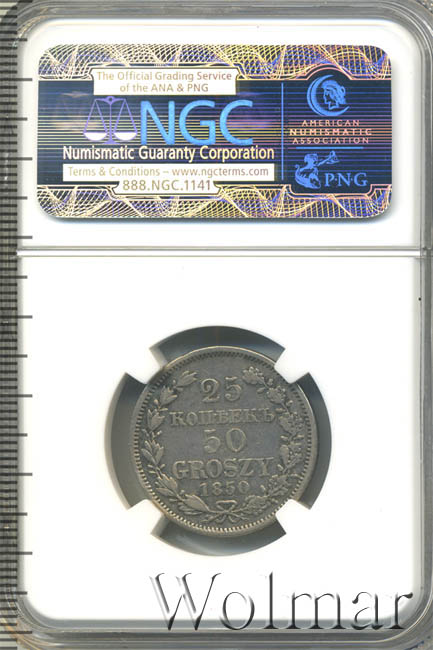 The Official Grading Service
of the ANA & PNG
NGC
Numismatic Guaranty Corporation
Terms & Conditions – www.ngcterms.com
888.NGC.1141
AMERICAN
NUMISMATIC
ASSOCIATION
P·N·G
25
КОПѢЕКЪ
50
GROSZY
1850
Wolmar